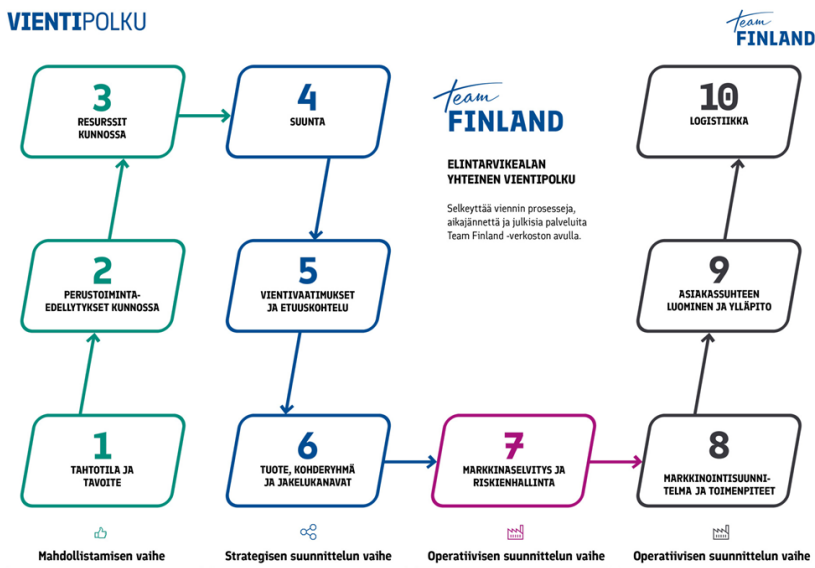 VIENTIPOLKU
Team
FINLAND
3
RESURSSIT
KUNNOSSA
4
SUUNTA
Team
FINLAND
ELINTARVIKEALAN
YHTEINEN VIENTIPOLKU
Selkeyttää viennin prosesseja,
aikajännettä ja julkisia palveluita
Team Finland -verkoston avulla.
10
LOGISTIIKKA
2
PERUSTOIMINTA-
EDELLYTYKSET KUNNOSSA
5
VIENTIVAATIMUKSET
JA ETUUSKOHTELU
9
ASIAKASSUHTEEN
LUOMINEN JA YLLÄPITO
1
TAHTOTILA JA
TAVOITE
6
TUOTE, KOHDERYHMÄ
JA JAKELUKANAVAT
7
MARKKINASELVITYS JA
RISKIENHALLINTA
8
MARKKINOINTISUUNNI-
TELMA JA TOIMENPITEET
Mahdollistamisen vaihe
Strategisen suunnittelun vaihe
Operatiivisen suunnittelun vaihe
Operatiivisen suunnittelun vaihe